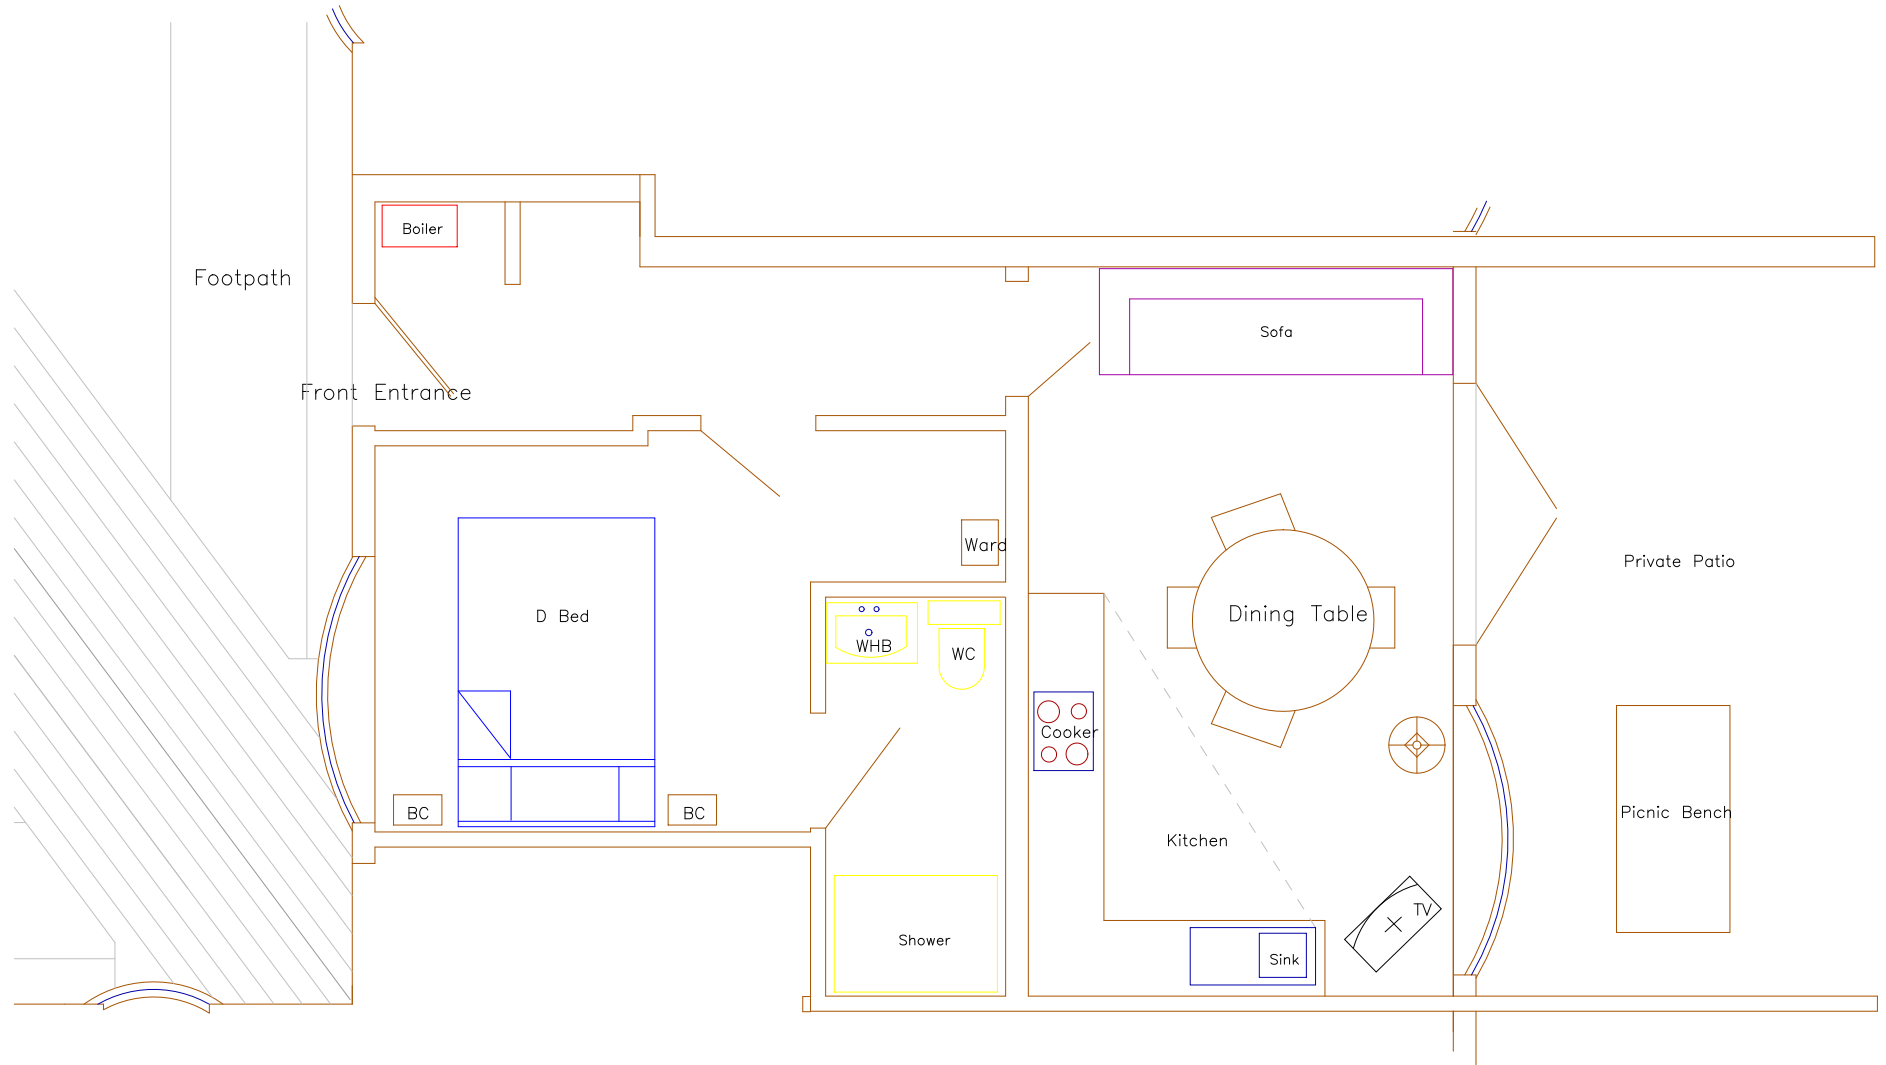 Boiler
Footpath
Sofa
Front Entrance
Ward
Private Patio
D Bed
Dining Table
WHB
WC
Cooker
BC
BC
Picnic Bench
Kitchen
TV
Shower
Sink